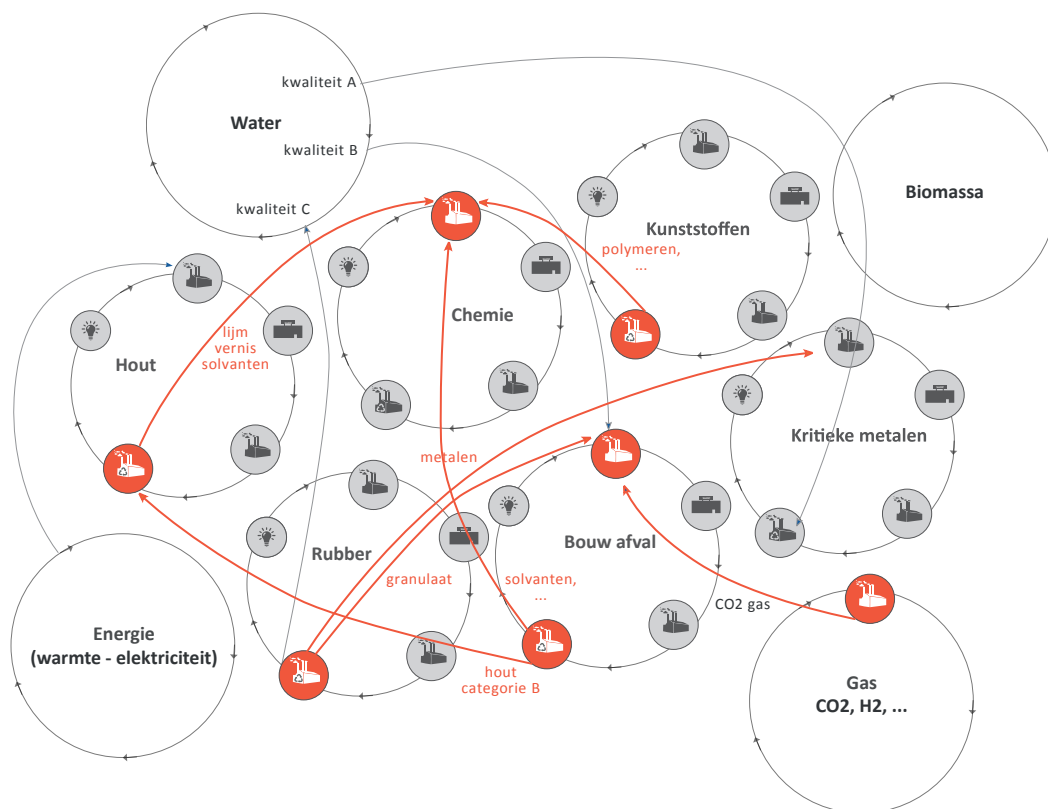 kwaliteit A
Water
kwaliteit B
kwaliteit C
Kunststoffen
polymeren,
...
Biomassa
Chemie
lijm
vernis
solvanten
Hout
metalen
Kritieke metalen
Rubber
granulaat
Bouw afval
solvanten,
...
CO2 gas
Energie
(warmte - elektriciteit)
hout
categorie B
Gas
CO2, H2, ...